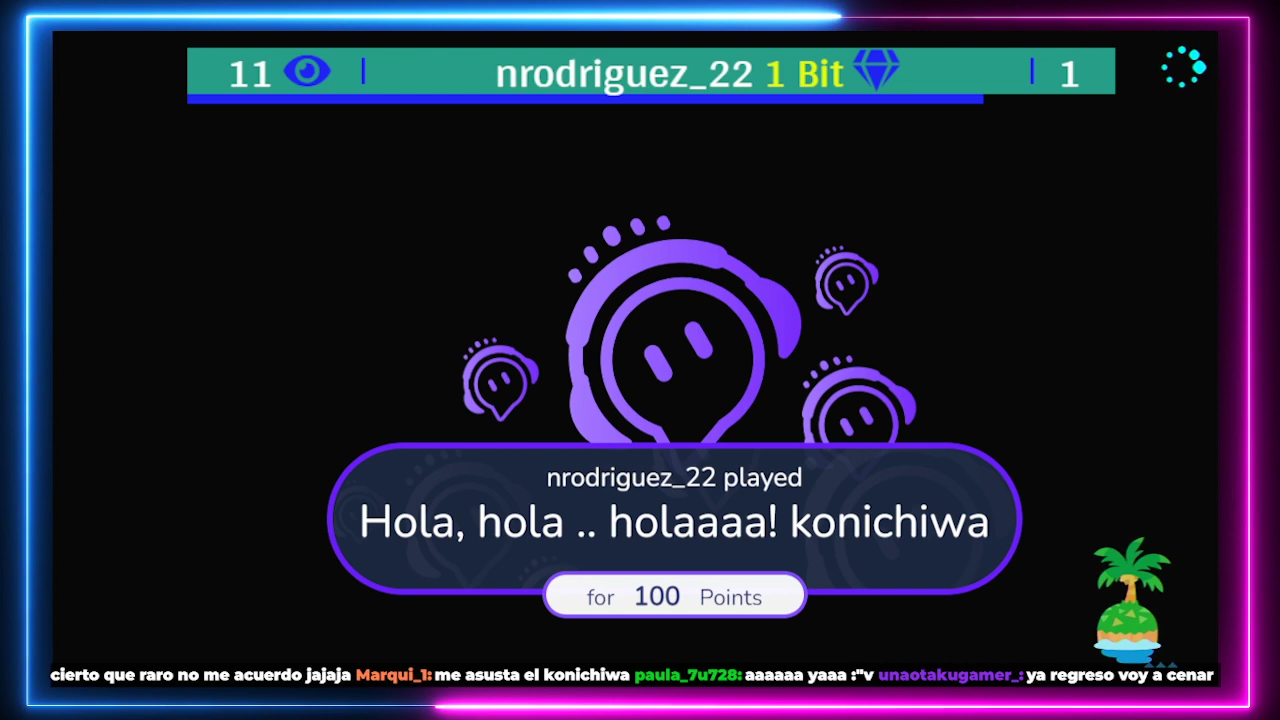 11 nrodriguez_22 1 Bit 1
nrodriguez_22 played
Hola, hola .. holaaaa! konichiwa
for 100 Points
cierto que raro no me acuerdo jajaja Marqui_1: me asusta el konichiwa paula_7u728: aaaaaa yaaa :"v unaotakugamer_: ya regreso voy a cenar